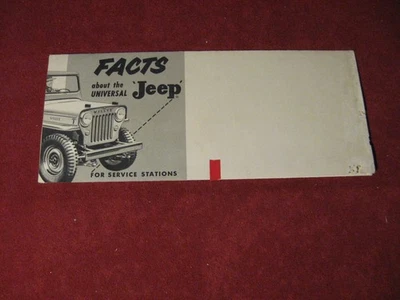 FACTS
about the
UNIVERSAL "Jeep"
FOR SERVICE STATIONS